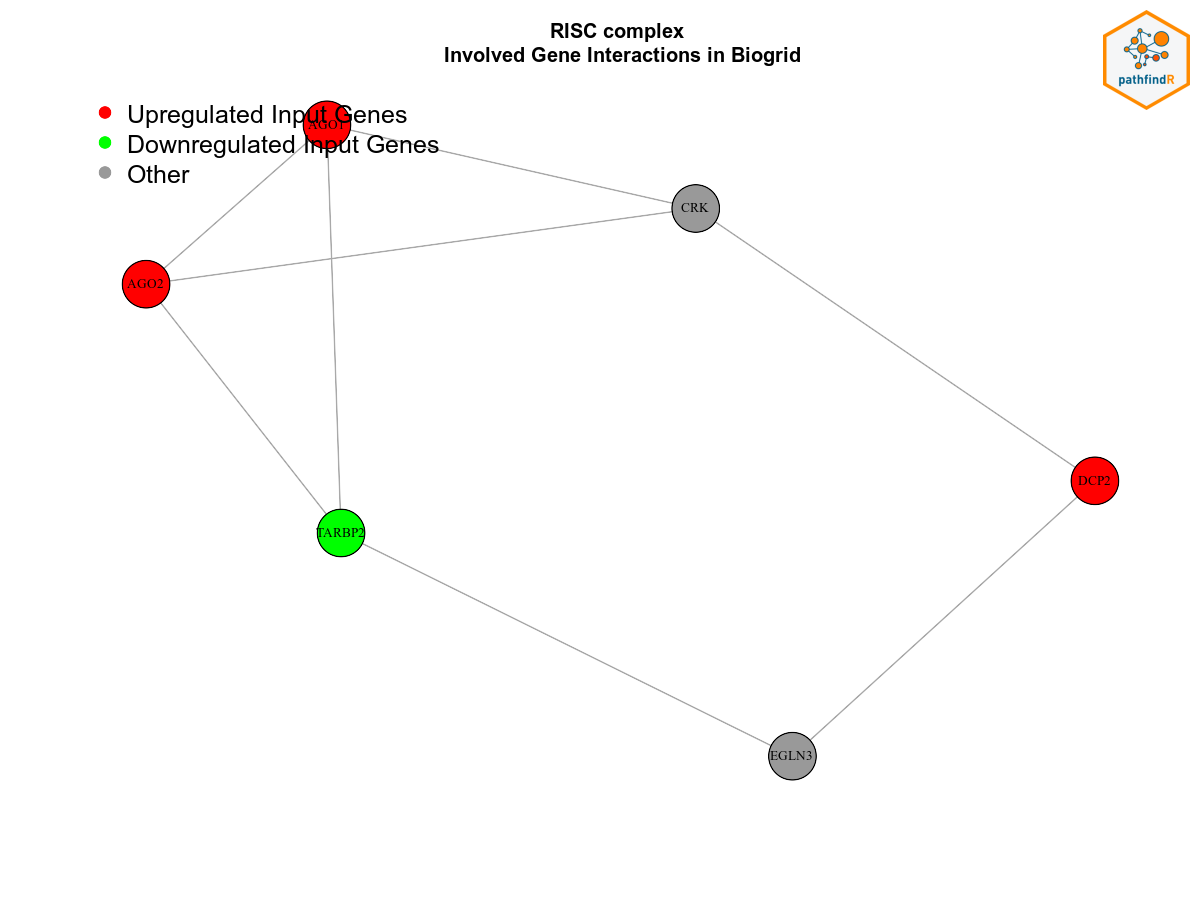 RISC complex
Involved Gene Interactions in Biogrid
pathfindR
Upregulated Input Genes
AGO1
Downregulated Input Genes
Other
CRK
AGO2
DCP2
TARBP2
EGLN3